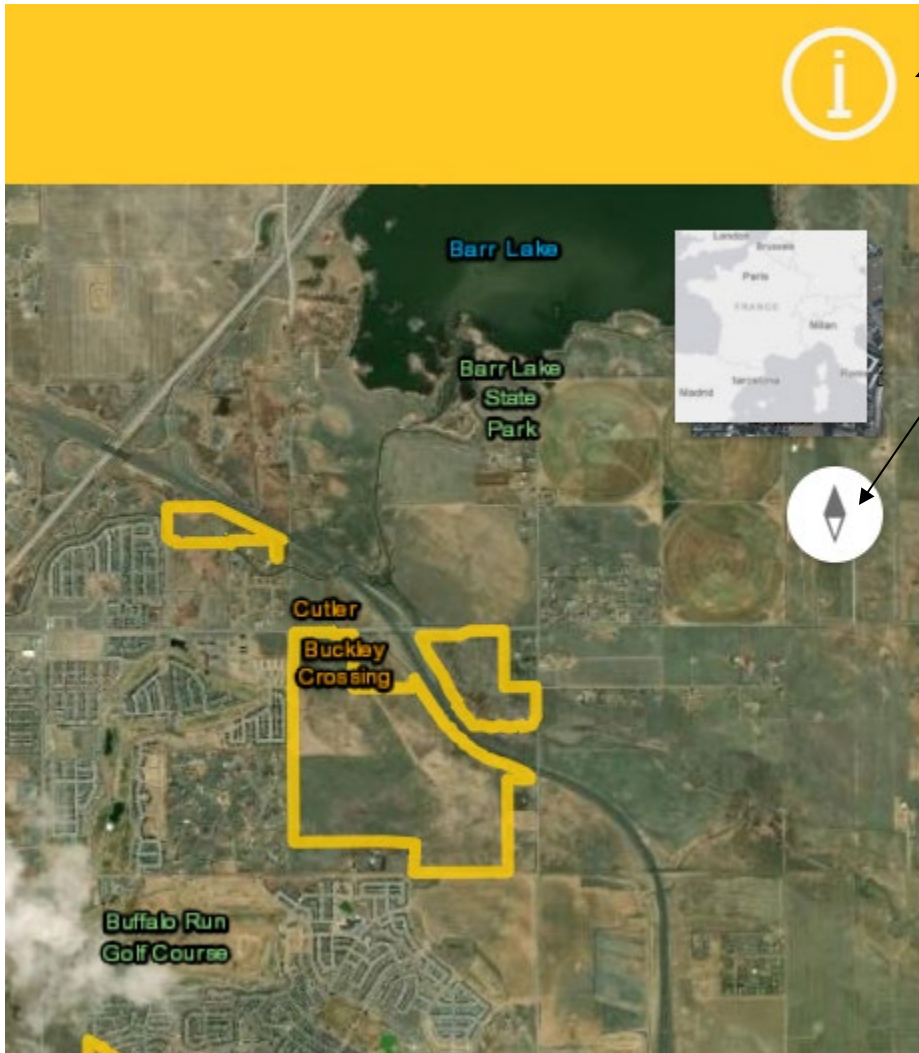 i
Barr Lake
London
Brussels
Paris
FRANCE
Milan
Madrid
Barcelona
Rome
Barr Lake
State
Park
Cutler
Buckley
Crossing
Buffalo Run
Golf Course